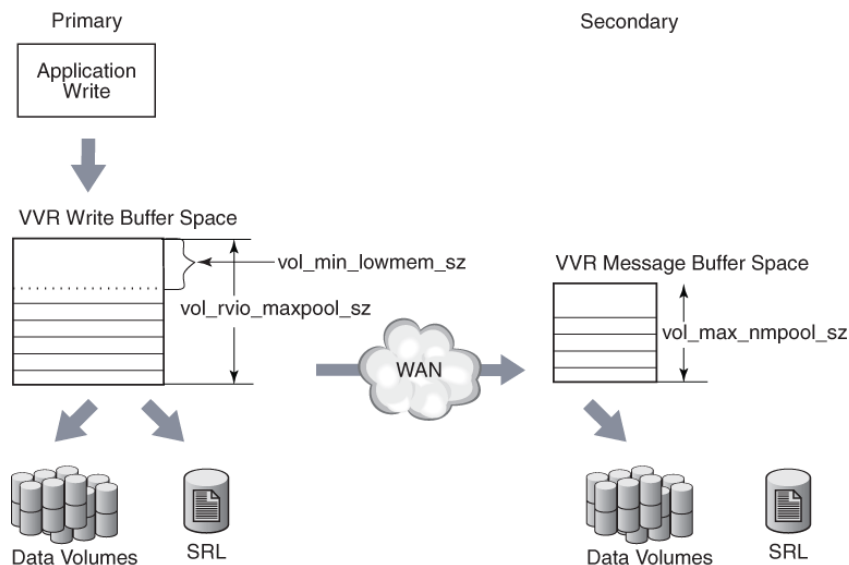 Primary
Secondary
Application
Write
VVR Write Buffer Space
vol_min_lowmem_sz
vol_rvio_maxpool_sz
VVR Message Buffer Space
vol_max_nmpool_sz
WAN
Data Volumes
SRL
Data Volumes
SRL